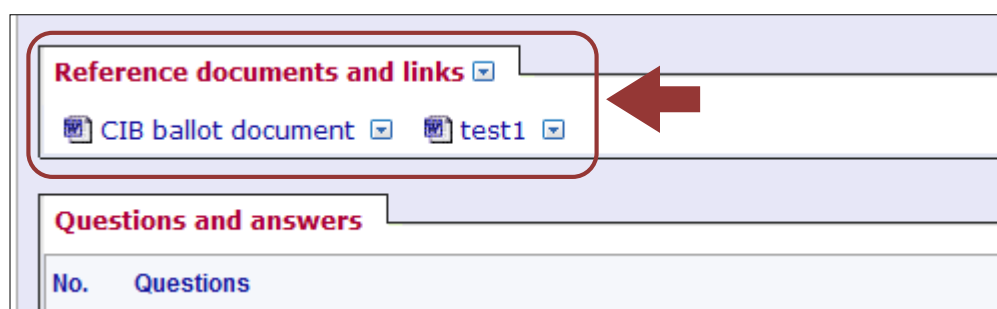 Reference documents and links
CIB ballot document test1
Questions and answers
No. Questions